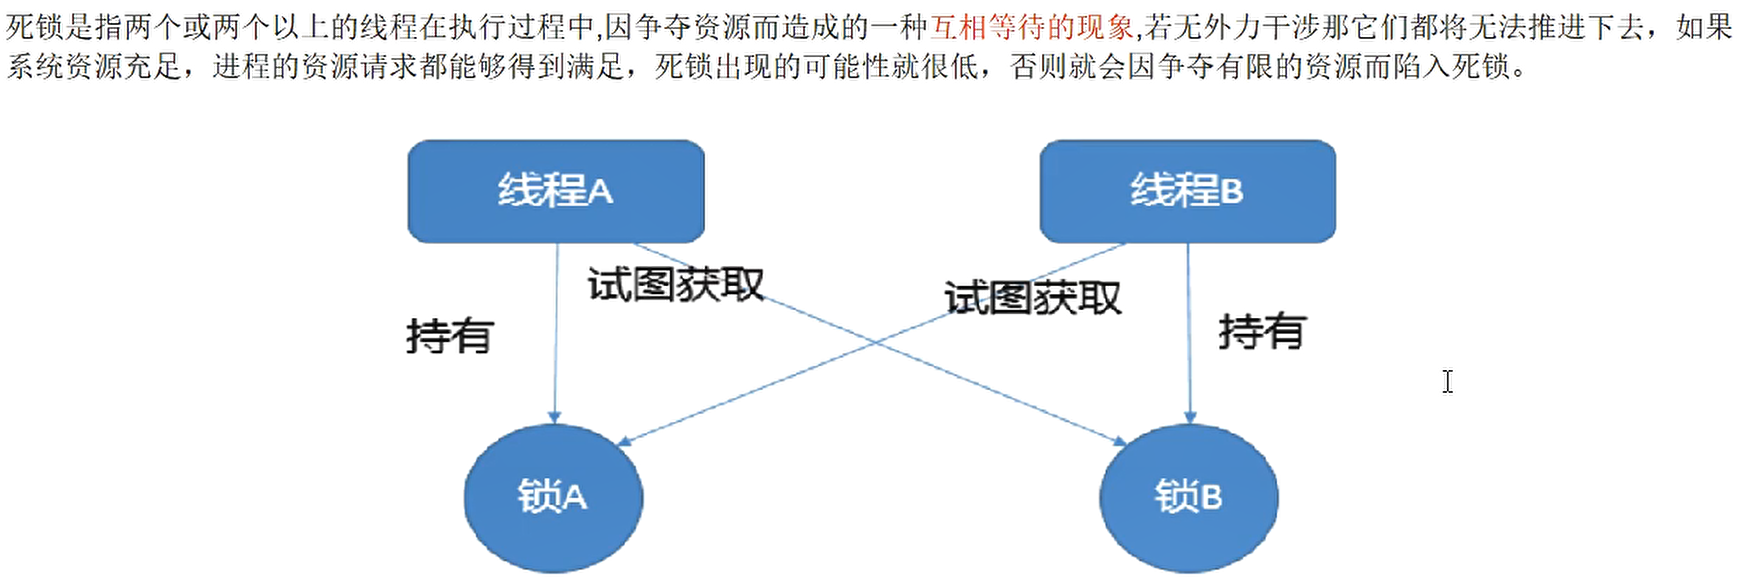 死锁是指两个或两个以上的线程在执行过程中,因争夺资源而造成的一种互相等待的现象,若无外力干涉那它们都将无法推进下去，如果
系统资源充足，进程的资源请求都能够得到满足，死锁出现的可能性就很低，否则就会因争夺有限的资源而陷入死锁。
线程A
线程B
试图获取
试图获取
持有
持有
锁A
锁B